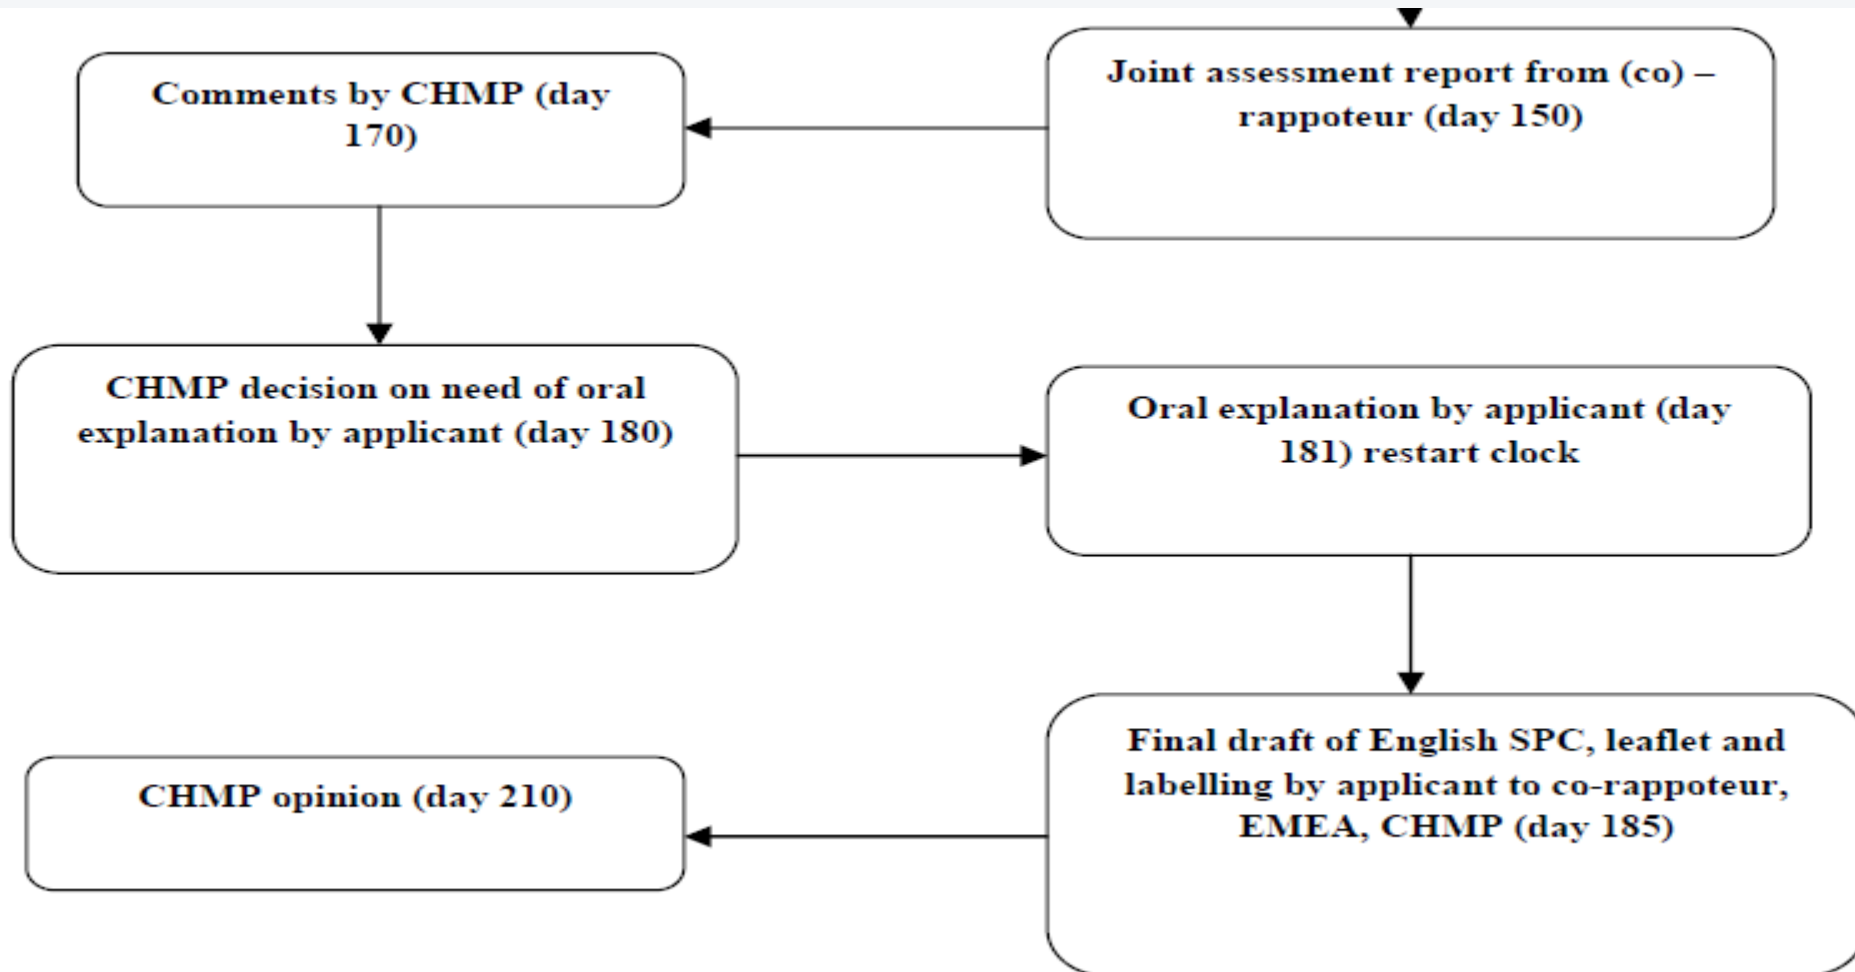 Joint assessment report from (co) –
rappoteur (day 150)
Comments by CHMP (day
170)
CHMP decision on need of oral
explanation by applicant (day 180)
Oral explanation by applicant (day
181) restart clock
Final draft of English SPC, leaflet and
labelling by applicant to co-rappoteur,
EMEA, CHMP (day 185)
CHMP opinion (day 210)